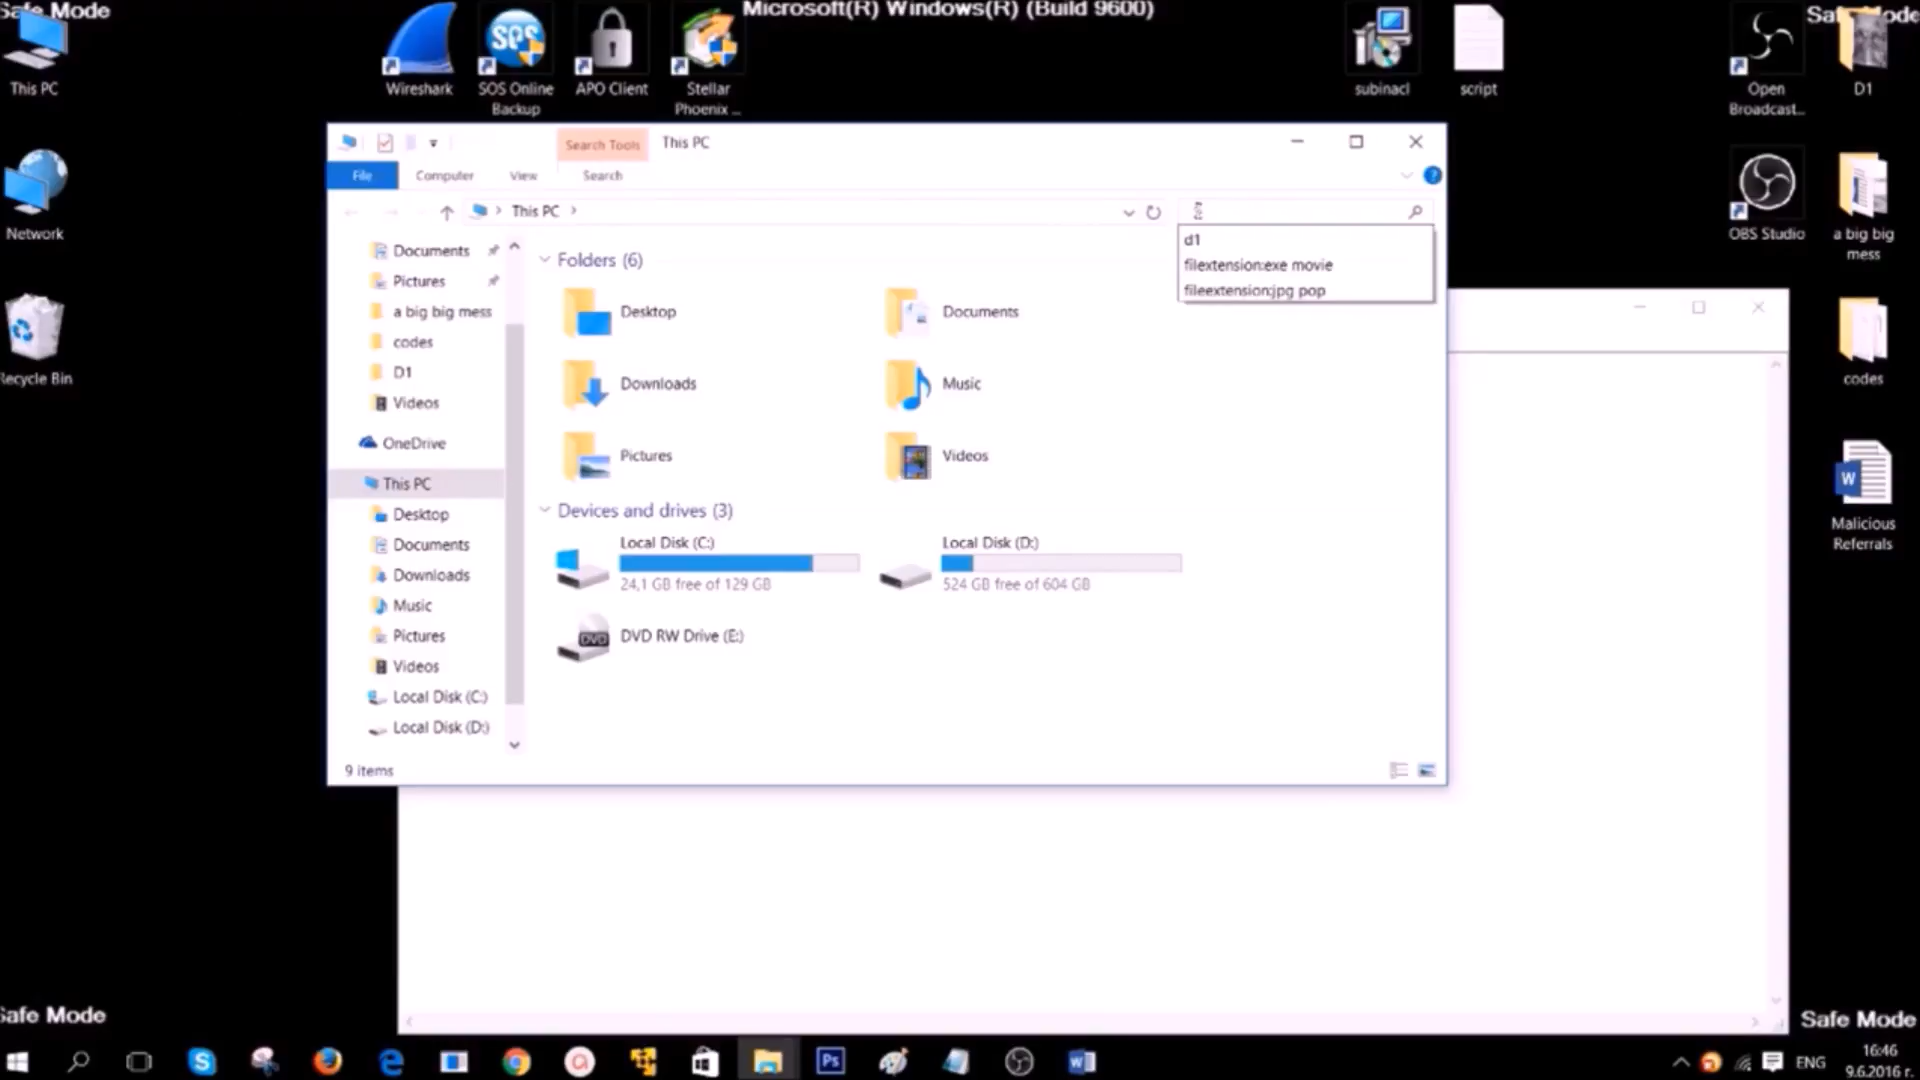 Safe Mode
Microsoft(R) Windows(R) (Build 9600)
Safe Mode
This PC
Wireshark
SOS Online
Backup
APO Client
Stellar
Phoenix ...
subinacl
script
Open
Broadcast...
D1
Network
OBS Studio
a big big
mess
Recycle Bin
codes
Malicious
Referrals
Search Tools
This PC
File
Computer
View
Search
This PC
d1
filextension:exe movie
fileextension:jpg pop
Documents
Pictures
a big big mess
codes
D1
Videos
OneDrive
This PC
Desktop
Documents
Downloads
Music
Pictures
Videos
Local Disk (C:)
Local Disk (D:)
Folders (6)
Desktop
Documents
Downloads
Music
Pictures
Videos
Devices and drives (3)
Local Disk (C:)
24,1 GB free of 129 GB
Local Disk (D:)
524 GB free of 604 GB
DVD
DVD RW Drive (E:)
9 items
Safe Mode
Safe Mode
ENG
16:46
9.6.2016 г.